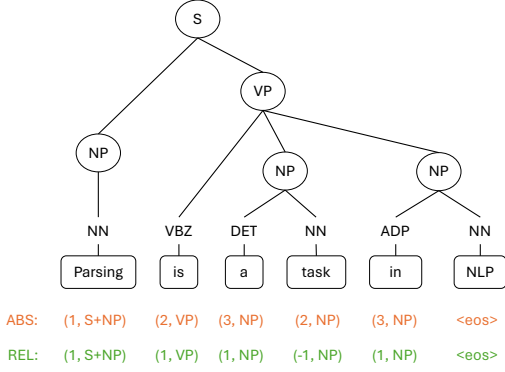 S
VP
NP
NP NP
NN VBZ DET NN ADP NN
Parsing is a task in NLP
ABS: (1, S+NP) (2, VP) (3, NP) (2, NP) (3, NP) <eos>
REL: (1, S+NP) (1, VP) (1, NP) (-1, NP) (1, NP) <eos>